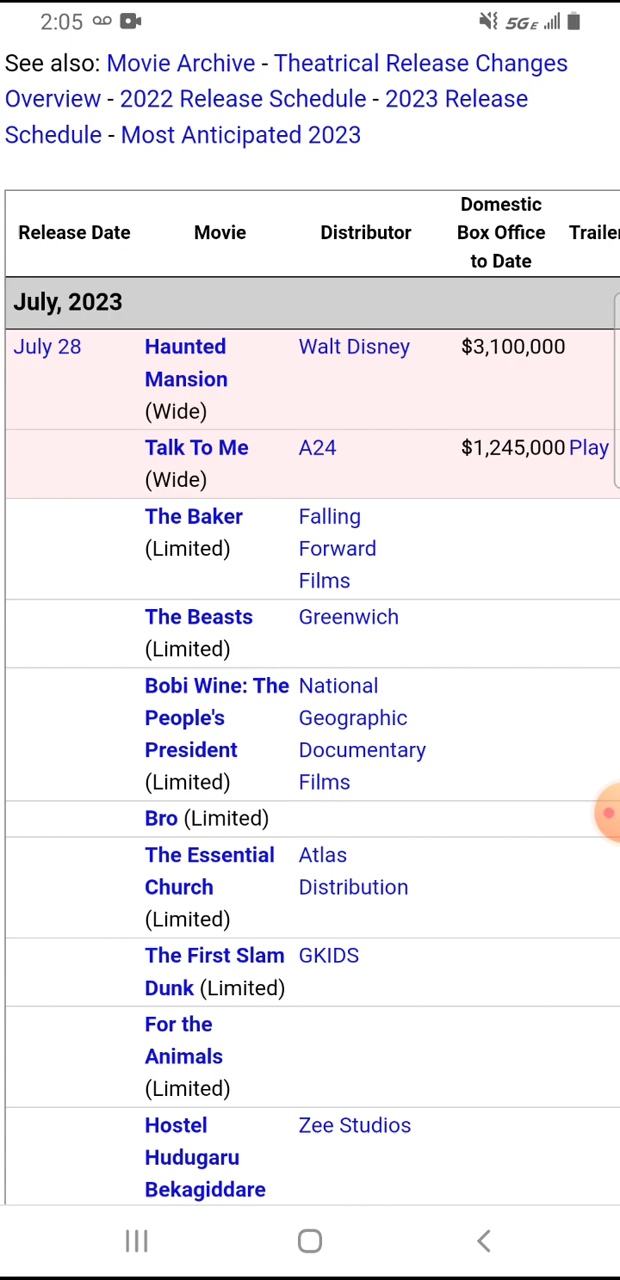 2:05
5GE
See also: Movie Archive - Theatrical Release Changes
Overview - 2022 Release Schedule - 2023 Release
Schedule - Most Anticipated 2023
Release Date Movie Distributor Domestic Box Office to Date Trailer
July, 2023
July 28 Haunted Walt Disney $3,100,000
Mansion
(Wide)
Talk To Me A24 $1,245,000 Play
(Wide)
The Baker Falling
(Limited) Forward
Films
The Beasts Greenwich
(Limited)
Bobi Wine: The National
People's Geographic
President Documentary
(Limited) Films
Bro (Limited)
The Essential Atlas
Church Distribution
(Limited)
The First Slam GKIDS
Dunk (Limited)
For the
Animals
(Limited)
Hostel Zee Studios
Hudugaru
Bekagiddare